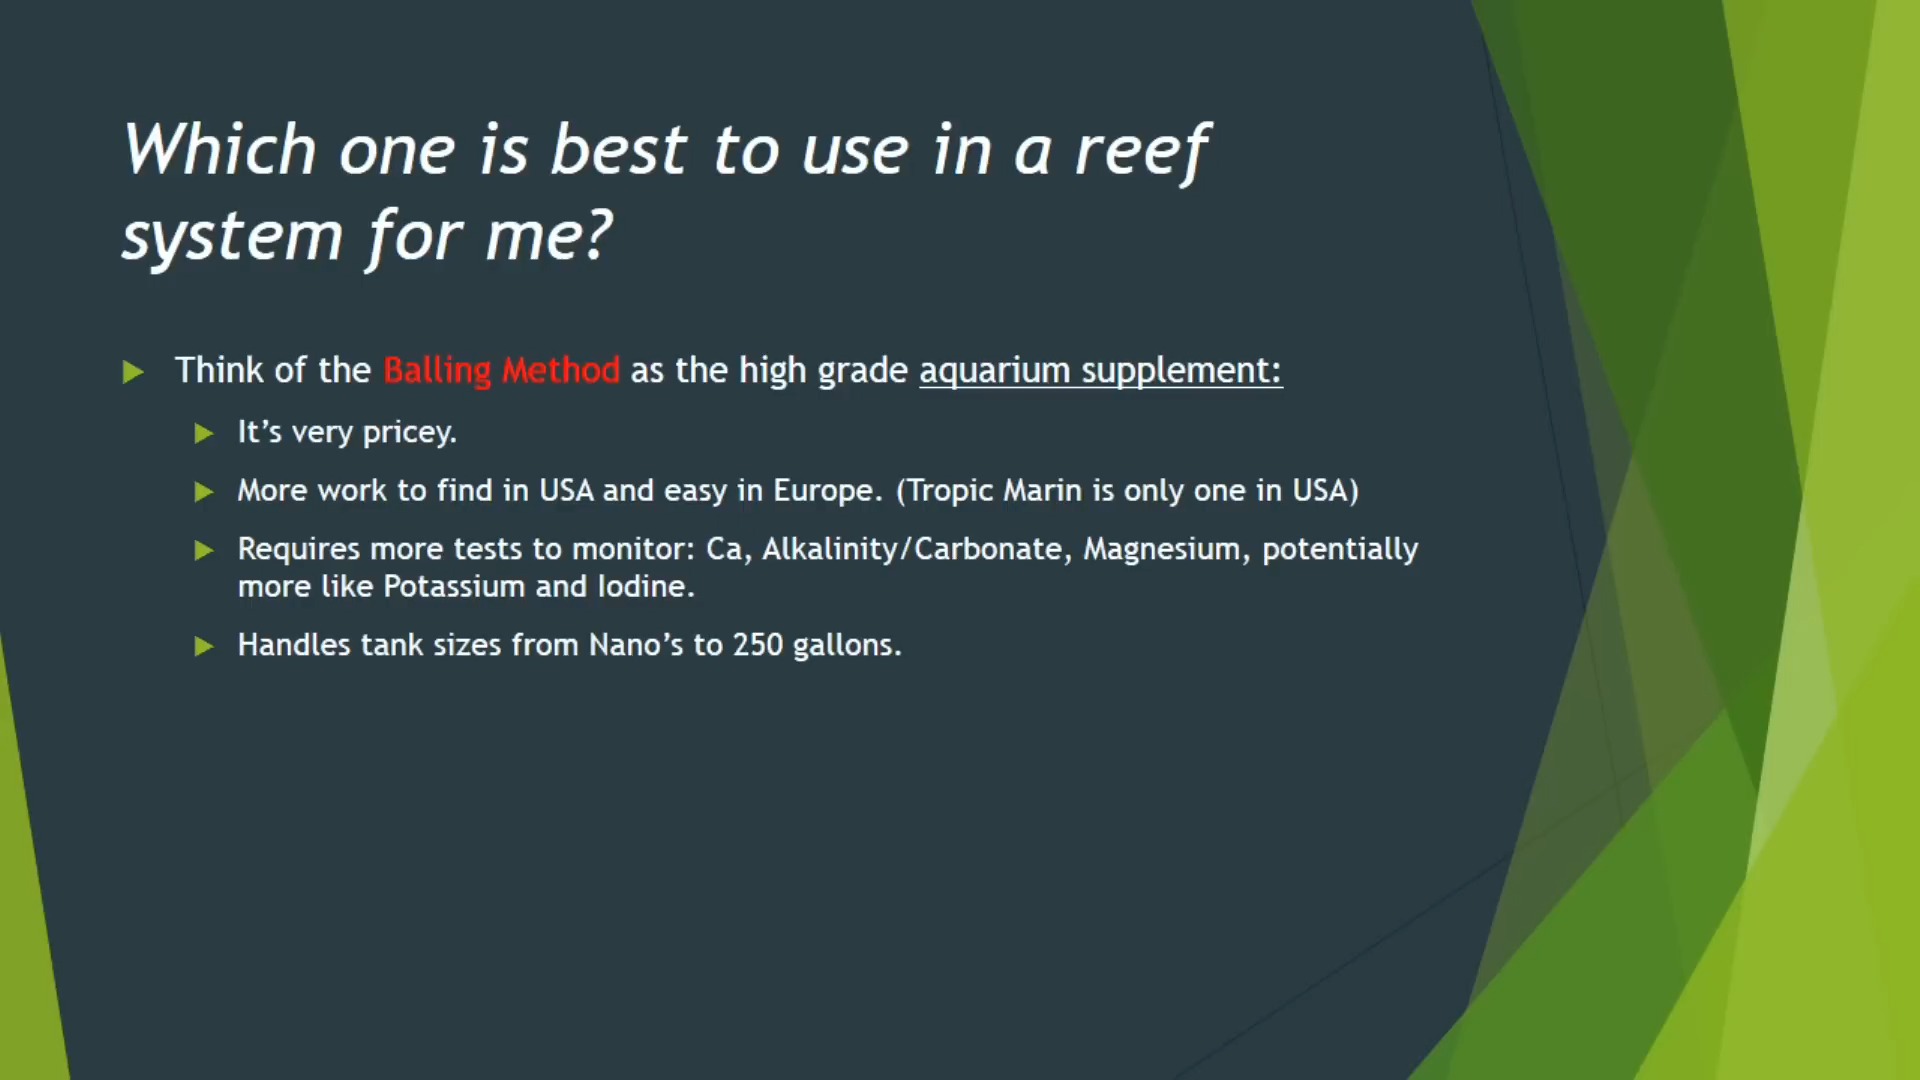 Which one is best to use in a reef
system for me?
Think of the Balling Method as the high grade aquarium supplement:
It’s very pricey.
More work to find in USA and easy in Europe. (Tropic Marin is only one in USA)
Requires more tests to monitor: Ca, Alkalinity/Carbonate, Magnesium, potentially
more like Potassium and Iodine.
Handles tank sizes from Nano’s to 250 gallons.